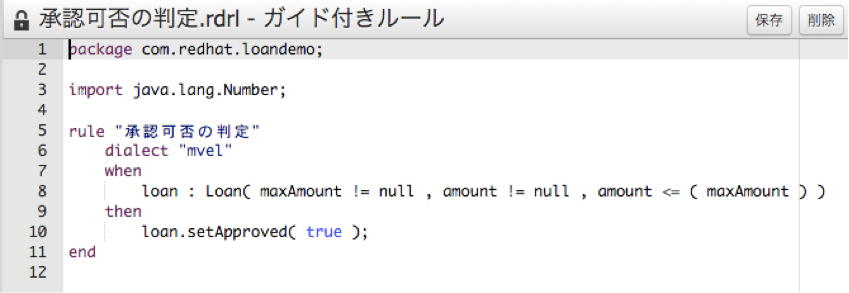 承認可否の判定.rdrl - ガイド付きルール 保存 削除
1 package com.redhat.loandemo;
2
3 import java.lang.Number;
4
5 rule "承認可否の判定"
6 dialect "mvel"
7 when
8 loan : Loan( maxAmount != null , amount != null , amount <= ( maxAmount ) )
9 then
10 loan.setApproved( true );
11 end
12